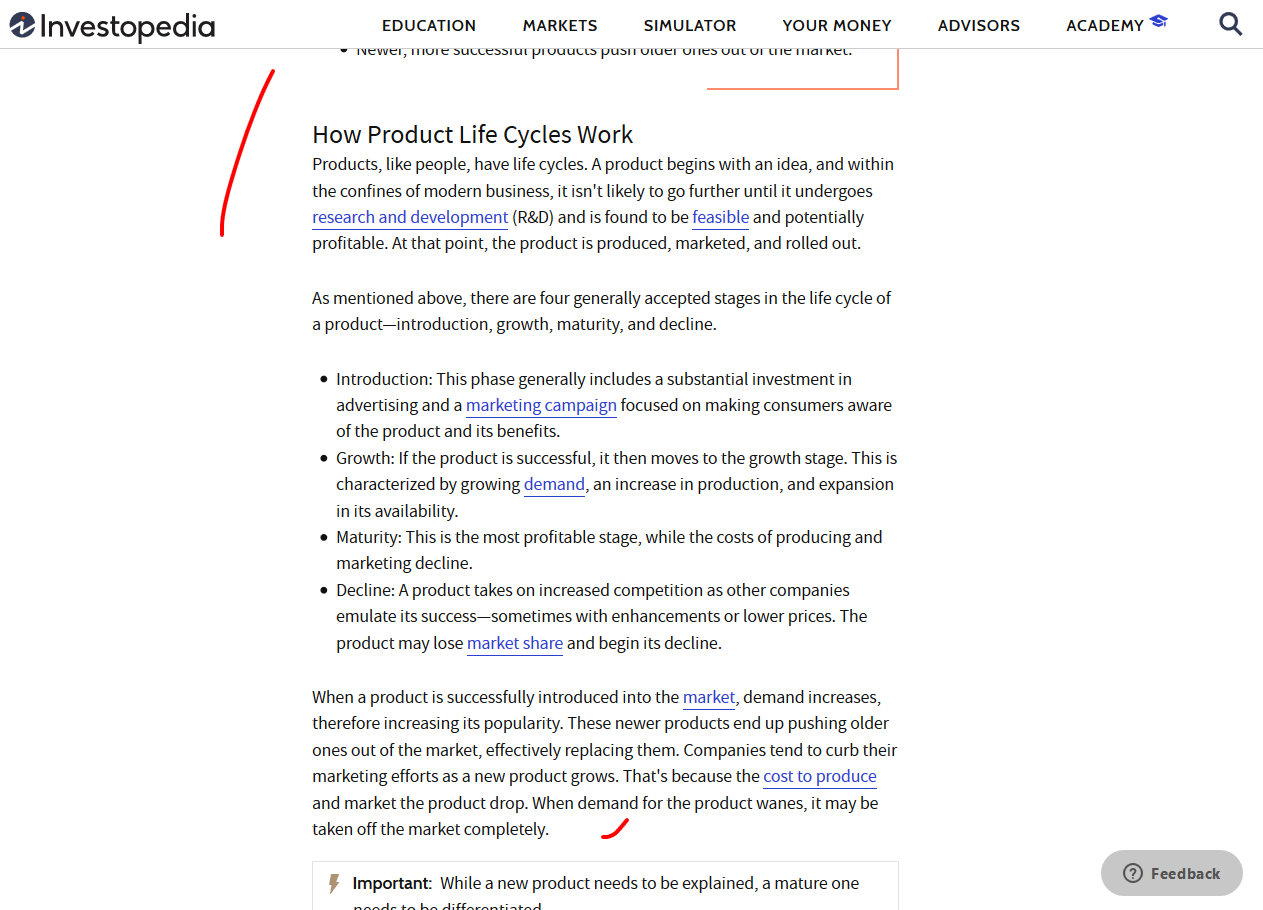 Investopedia
EDUCATION MARKETS SIMULATOR YOUR MONEY ADVISORS ACADEMY
Newer, more successful products push older ones out of the market.
How Product Life Cycles Work
Products, like people, have life cycles. A product begins with an idea, and within
the confines of modern business, it isn't likely to go further until it undergoes
research and development (R&D) and is found to be feasible and potentially
profitable. At that point, the product is produced, marketed, and rolled out.
As mentioned above, there are four generally accepted stages in the life cycle of
a product—introduction, growth, maturity, and decline.
Introduction: This phase generally includes a substantial investment in
advertising and a marketing campaign focused on making consumers aware
of the product and its benefits.
Growth: If the product is successful, it then moves to the growth stage. This is
characterized by growing demand, an increase in production, and expansion
in its availability.
Maturity: This is the most profitable stage, while the costs of producing and
marketing decline.
Decline: A product takes on increased competition as other companies
emulate its success—sometimes with enhancements or lower prices. The
product may lose market share and begin its decline.
When a product is successfully introduced into the market, demand increases,
therefore increasing its popularity. These newer products end up pushing older
ones out of the market, effectively replacing them. Companies tend to curb their
marketing efforts as a new product grows. That's because the cost to produce
and market the product drop. When demand for the product wanes, it may be
taken off the market completely.
Important: While a new product needs to be explained, a mature one
needs to be differentiated.
Feedback